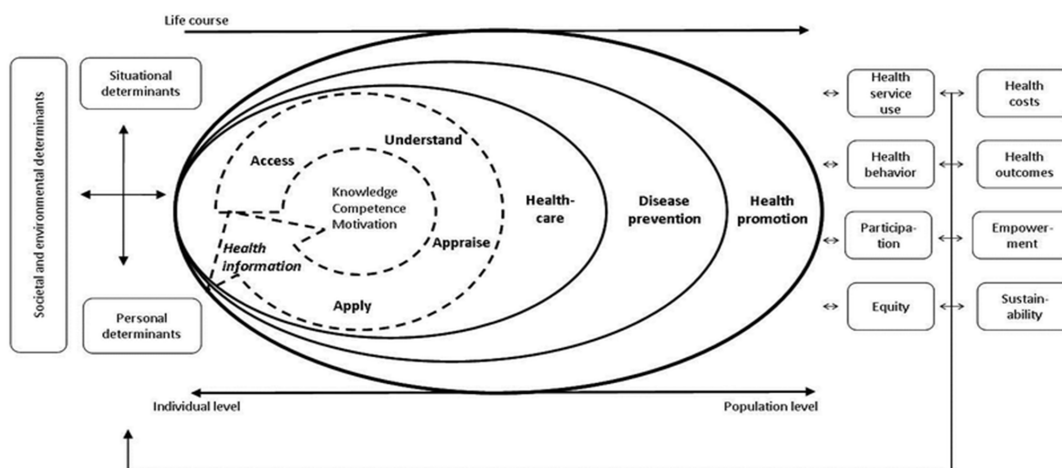 Life course
Societal and environmental determinants
Situational
determinants
Personal
determinants
Access
Understand
Knowledge
Competence
Motivation
Health
information
Appraise
Apply
Health-
care
Disease
prevention
Health
promotion
Health
service
use
Health
costs
Health
behavior
Health
outcomes
Participa-
tion
Empower-
ment
Equity
Sustain-
ability
Individual level
Population level